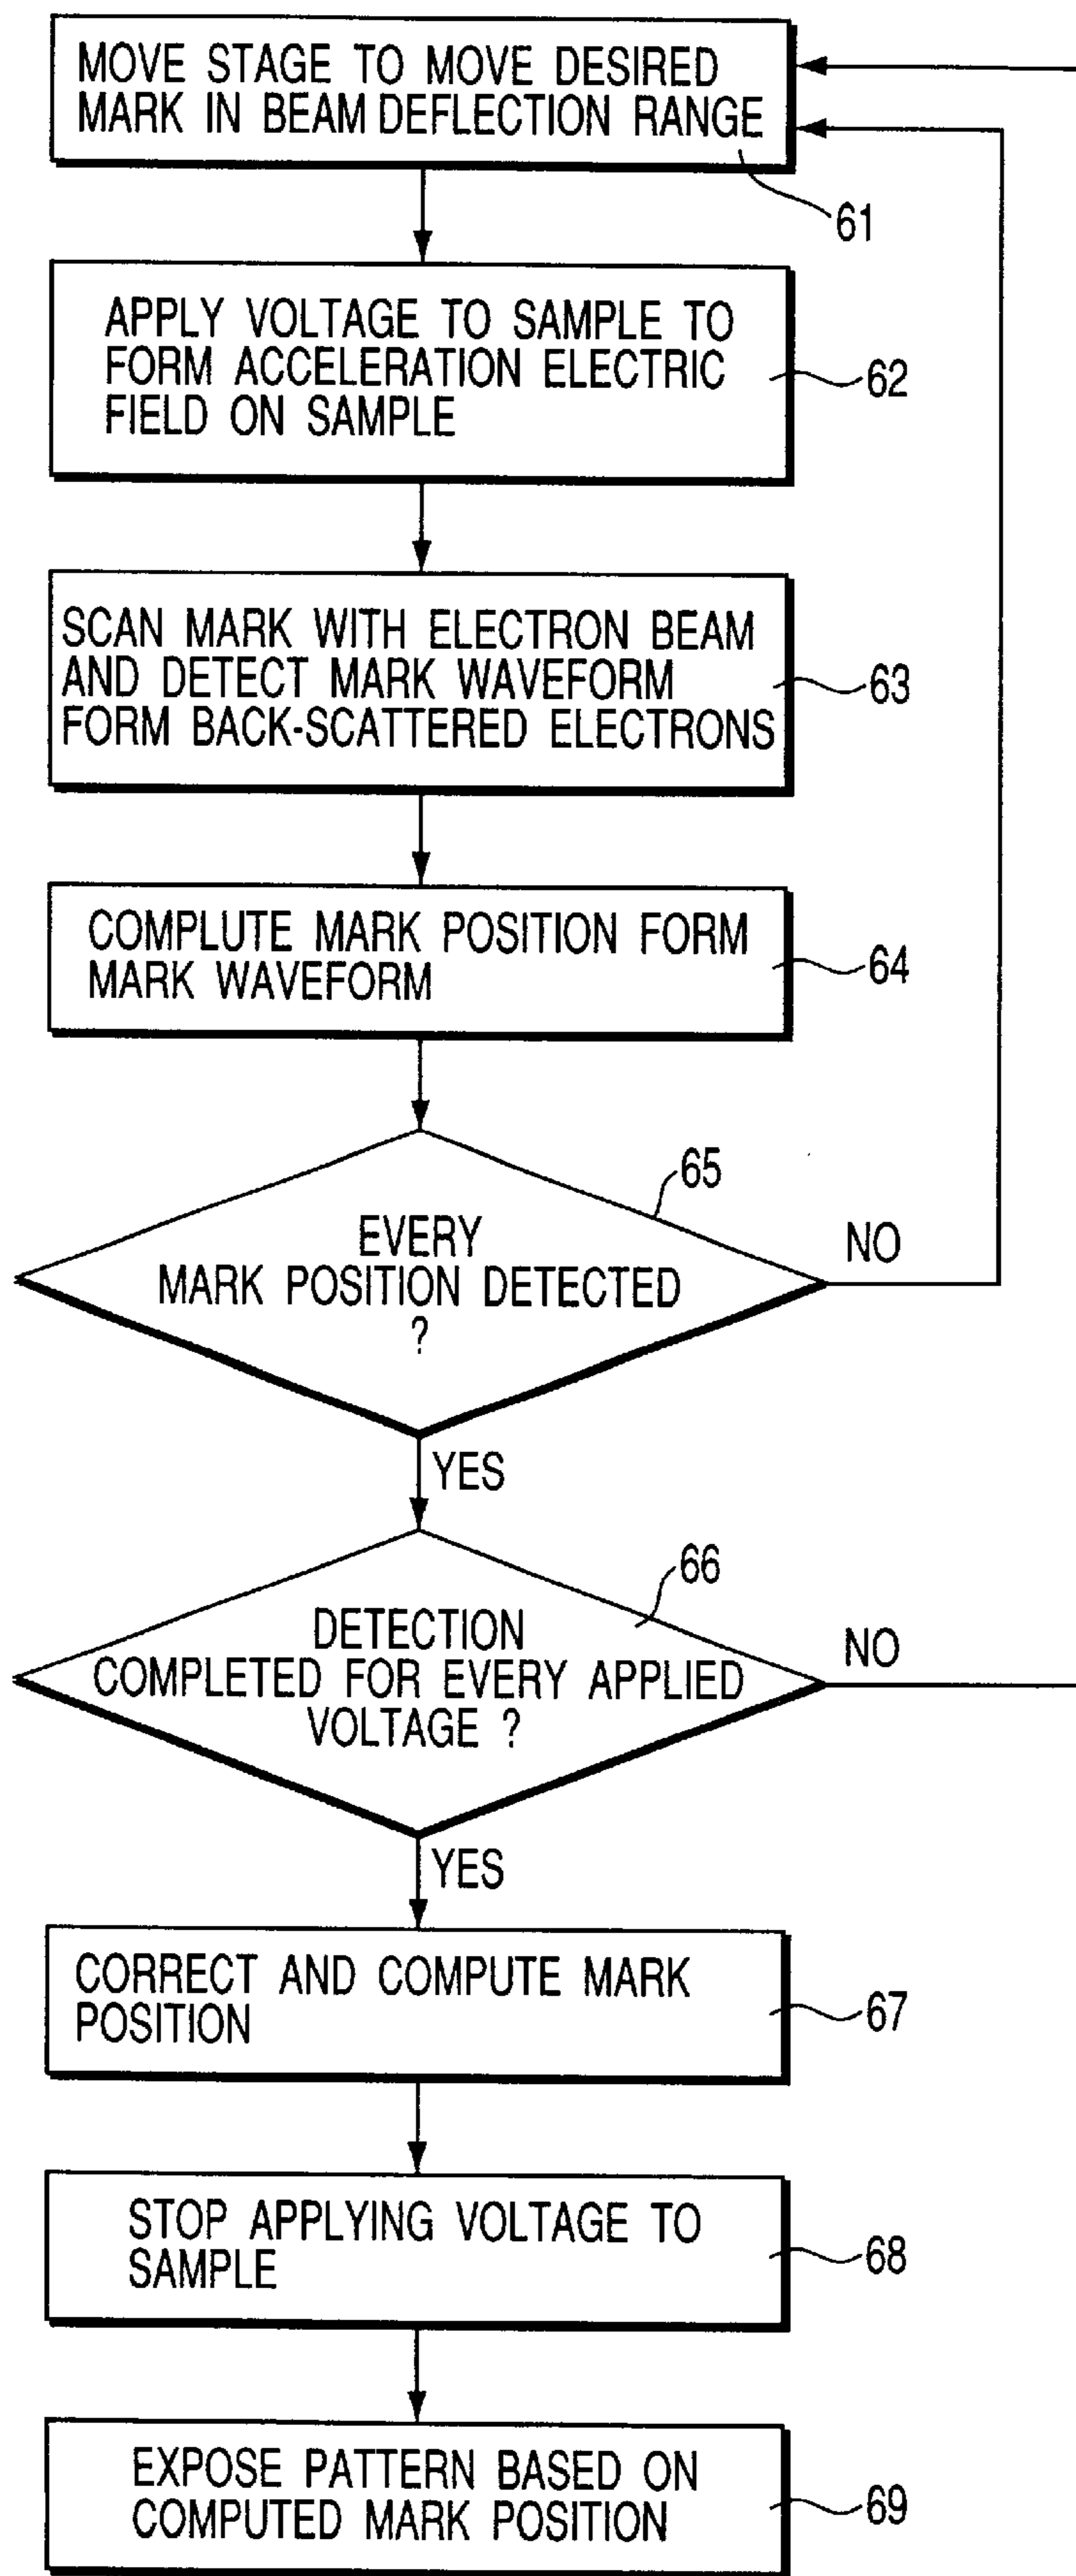 MOVE STAGE TO MOVE DESIRED
MARK IN BEAM DEFLECTION RANGE
61
APPLY VOLTAGE TO SAMPLE TO
FORM ACCELERATION ELECTRIC
FIELD ON SAMPLE
62
SCAN MARK WITH ELECTRON BEAM
AND DETECT MARK WAVEFORM
FORM BACK-SCATTERED ELECTRONS
63
COMPLUTE MARK POSITION FORM
MARK WAVEFORM
64
65
EVERY
MARK POSITION DETECTED
?
NO
YES
66
DETECTION
COMPLETED FOR EVERY APPLIED
VOLTAGE ?
NO
YES
CORRECT AND COMPUTE MARK
POSITION
67
STOP APPLYING VOLTAGE TO
SAMPLE
68
EXPOSE PATTERN BASED ON
COMPUTED MARK POSITION
69